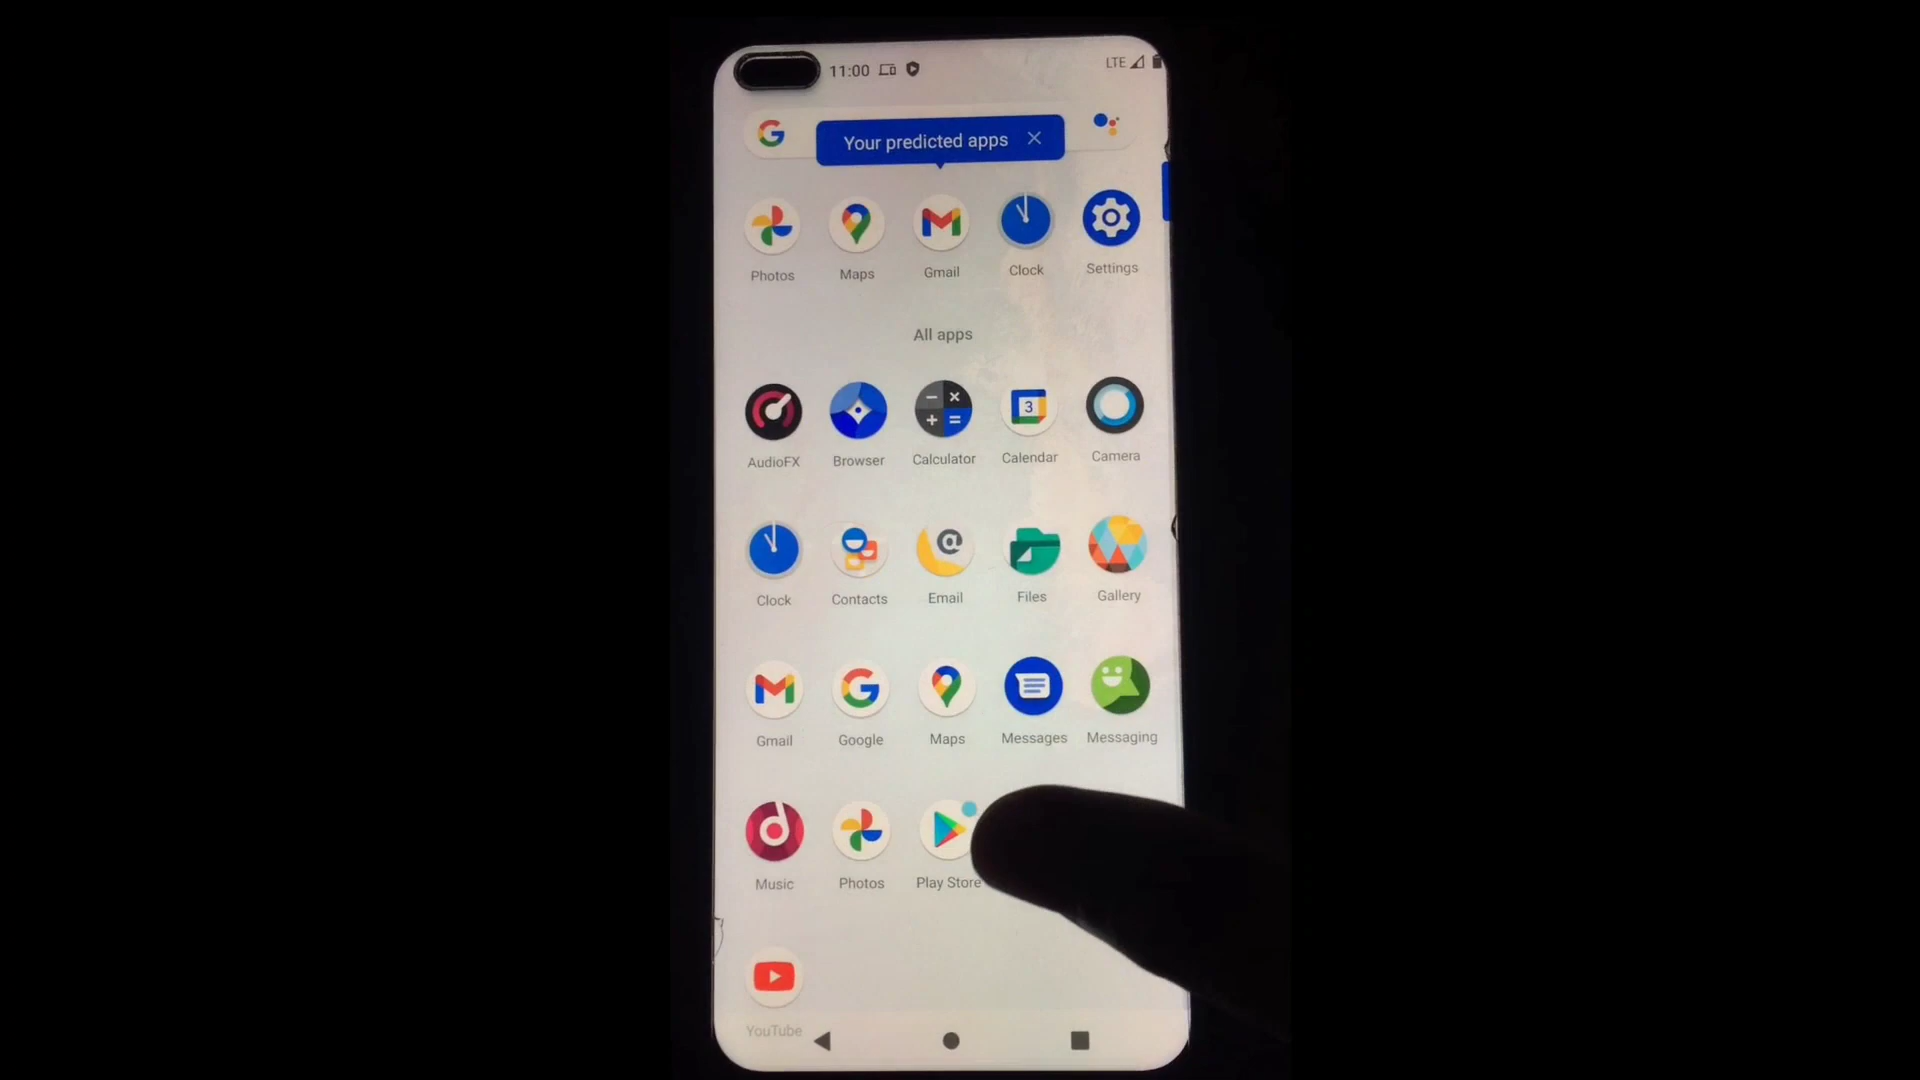 11:00
LTE
Your predicted apps
Photos Maps Gmail Clock Settings
All apps
AudioFX Browser Calculator Calendar Camera
3
Clock Contacts Email Files Gallery
Gmail Google Maps Messages Messaging
Music Photos Play Store
YouTube